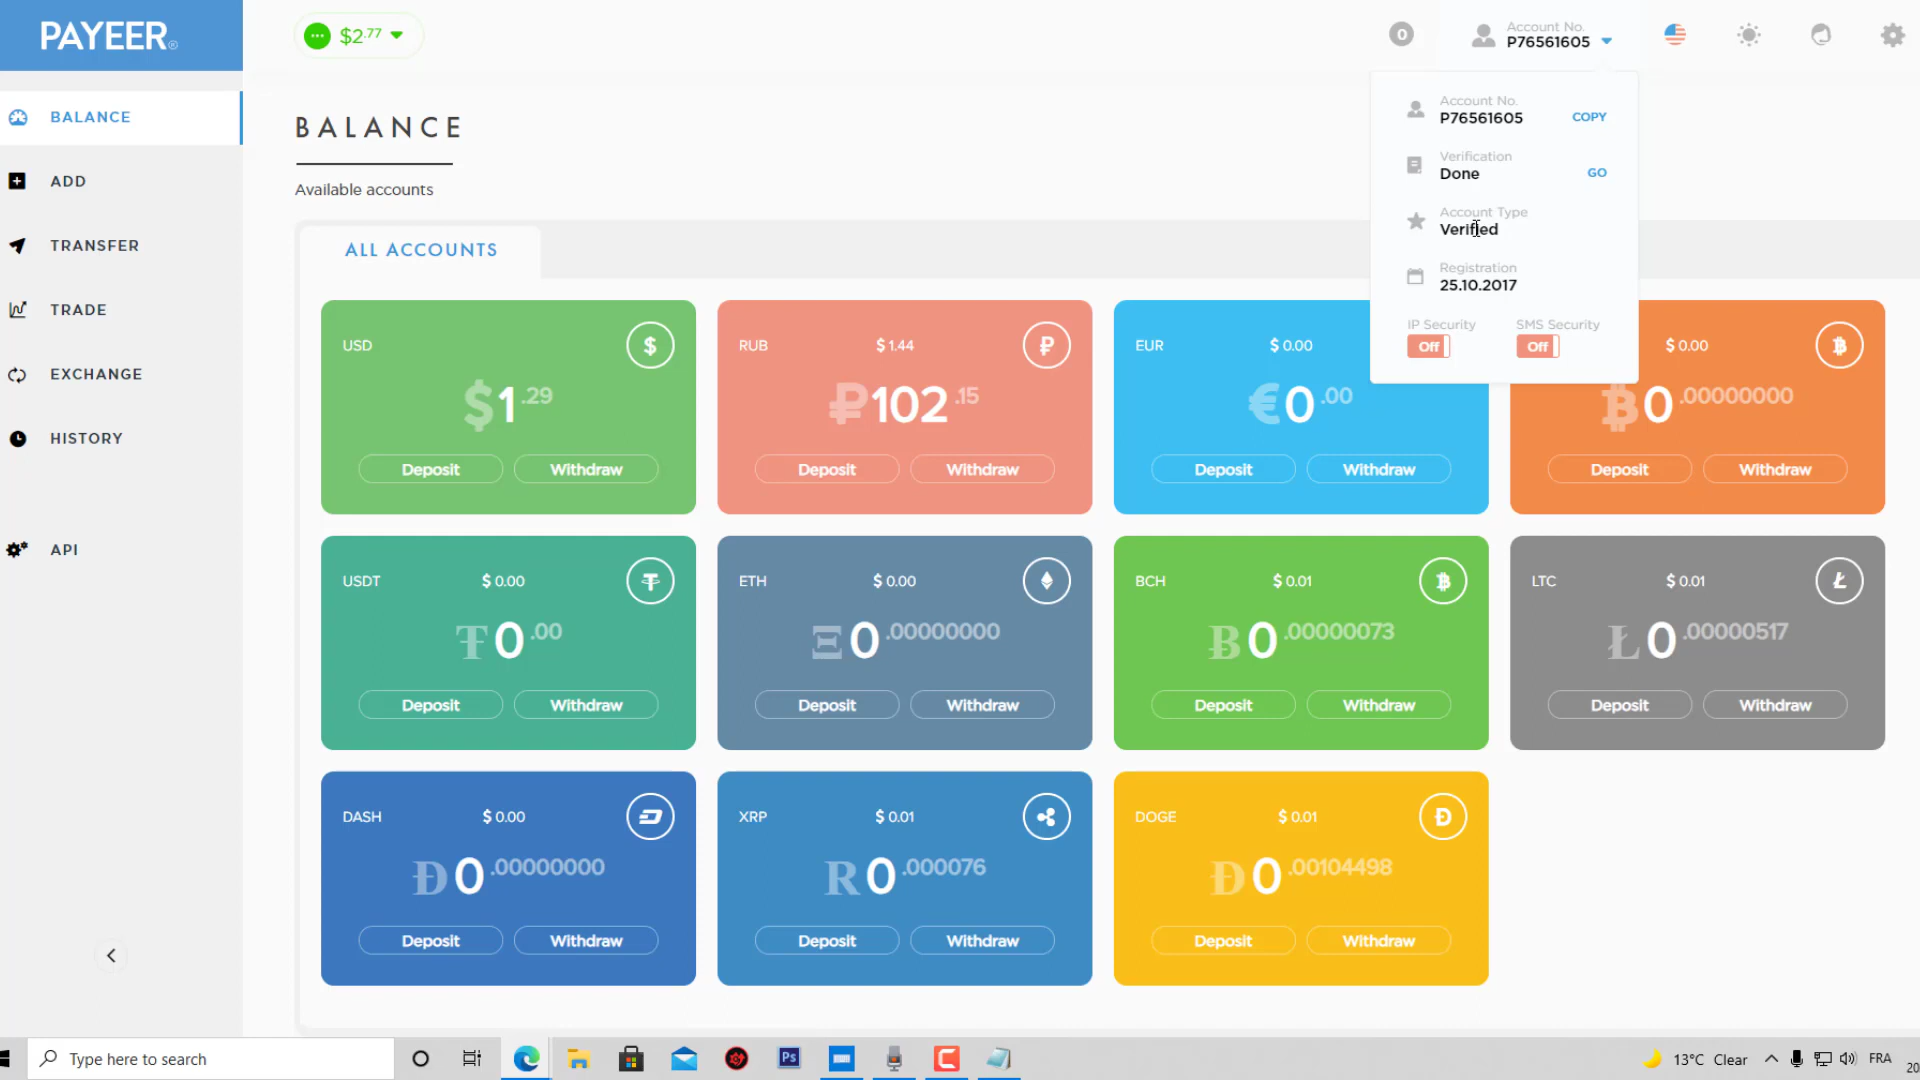 PAYEER®
$2.77
0
Account No.
P76561605
BALANCE
ADD
TRANSFER
TRADE
EXCHANGE
HISTORY
API
BALANCE
Available accounts
ALL ACCOUNTS
Account No.
P76561605
COPY
Verification
Done
GO
Account Type
Verified
Registration
25.10.2017
IP Security
SMS Security
Off
Off
USD
$
$1.29
Deposit Withdraw
RUB $ 1.44
₽
₽102.15
Deposit Withdraw
EUR $ 0.00
€0.00
Deposit Withdraw
$ 0.00
₿
₿0.00000000
Deposit Withdraw
USDT $ 0.00
₮0.00
Deposit Withdraw
ETH $ 0.00
Ξ0.00000000
Deposit Withdraw
BCH $ 0.01
Ƀ0.00000073
Deposit Withdraw
LTC $ 0.01
Ł
Ł0.00000517
Deposit Withdraw
DASH $ 0.00
Đ0.00000000
Deposit Withdraw
XRP $ 0.01
R0.000076
Deposit Withdraw
DOGE $ 0.01
Đ
Đ0.00104498
Deposit Withdraw
Type here to search
Ps
13°C Clear
FRA